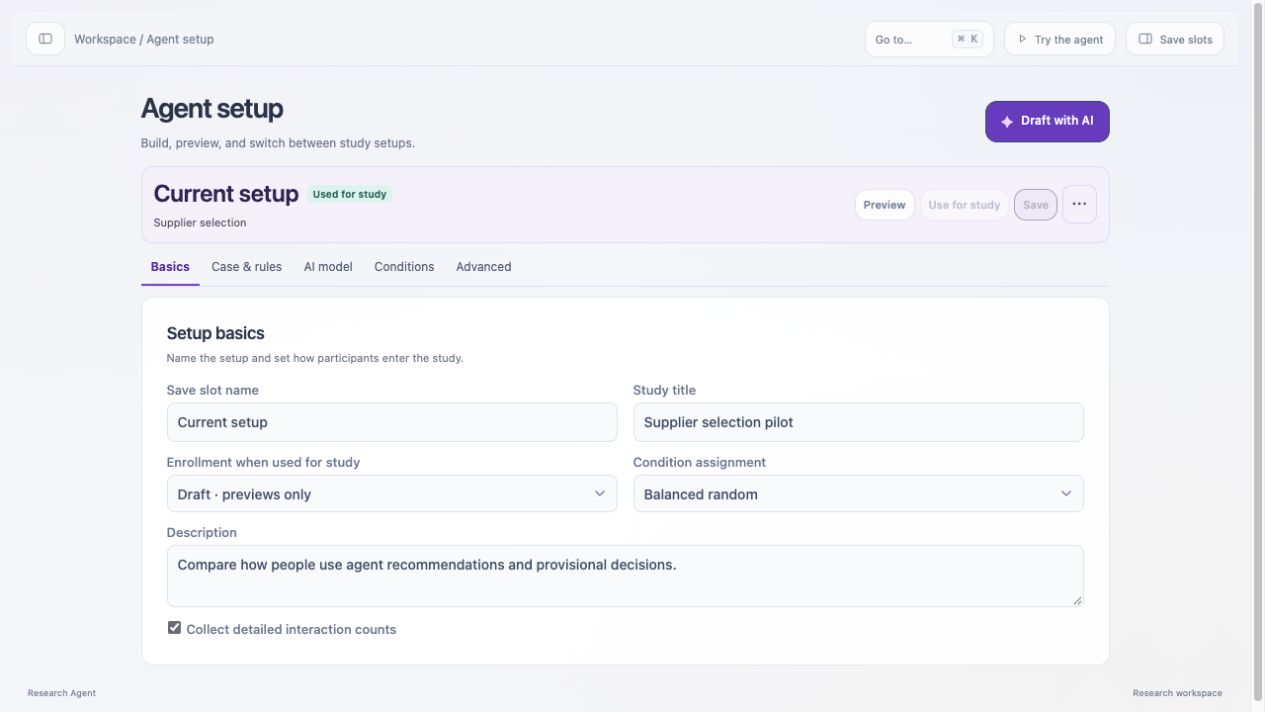 Workspace / Agent setup
Go to... ⌘ K
Try the agent
Save slots
Agent setup
Build, preview, and switch between study setups.
Draft with AI
Current setup
Used for study
Supplier selection
Preview
Use for study
Save
Basics
Case & rules
AI model
Conditions
Advanced
Setup basics
Name the setup and set how participants enter the study.
Save slot name
Current setup
Study title
Supplier selection pilot
Enrollment when used for study
Draft · previews only
Condition assignment
Balanced random
Description
Compare how people use agent recommendations and provisional decisions.
Collect detailed interaction counts
Research Agent
Research workspace